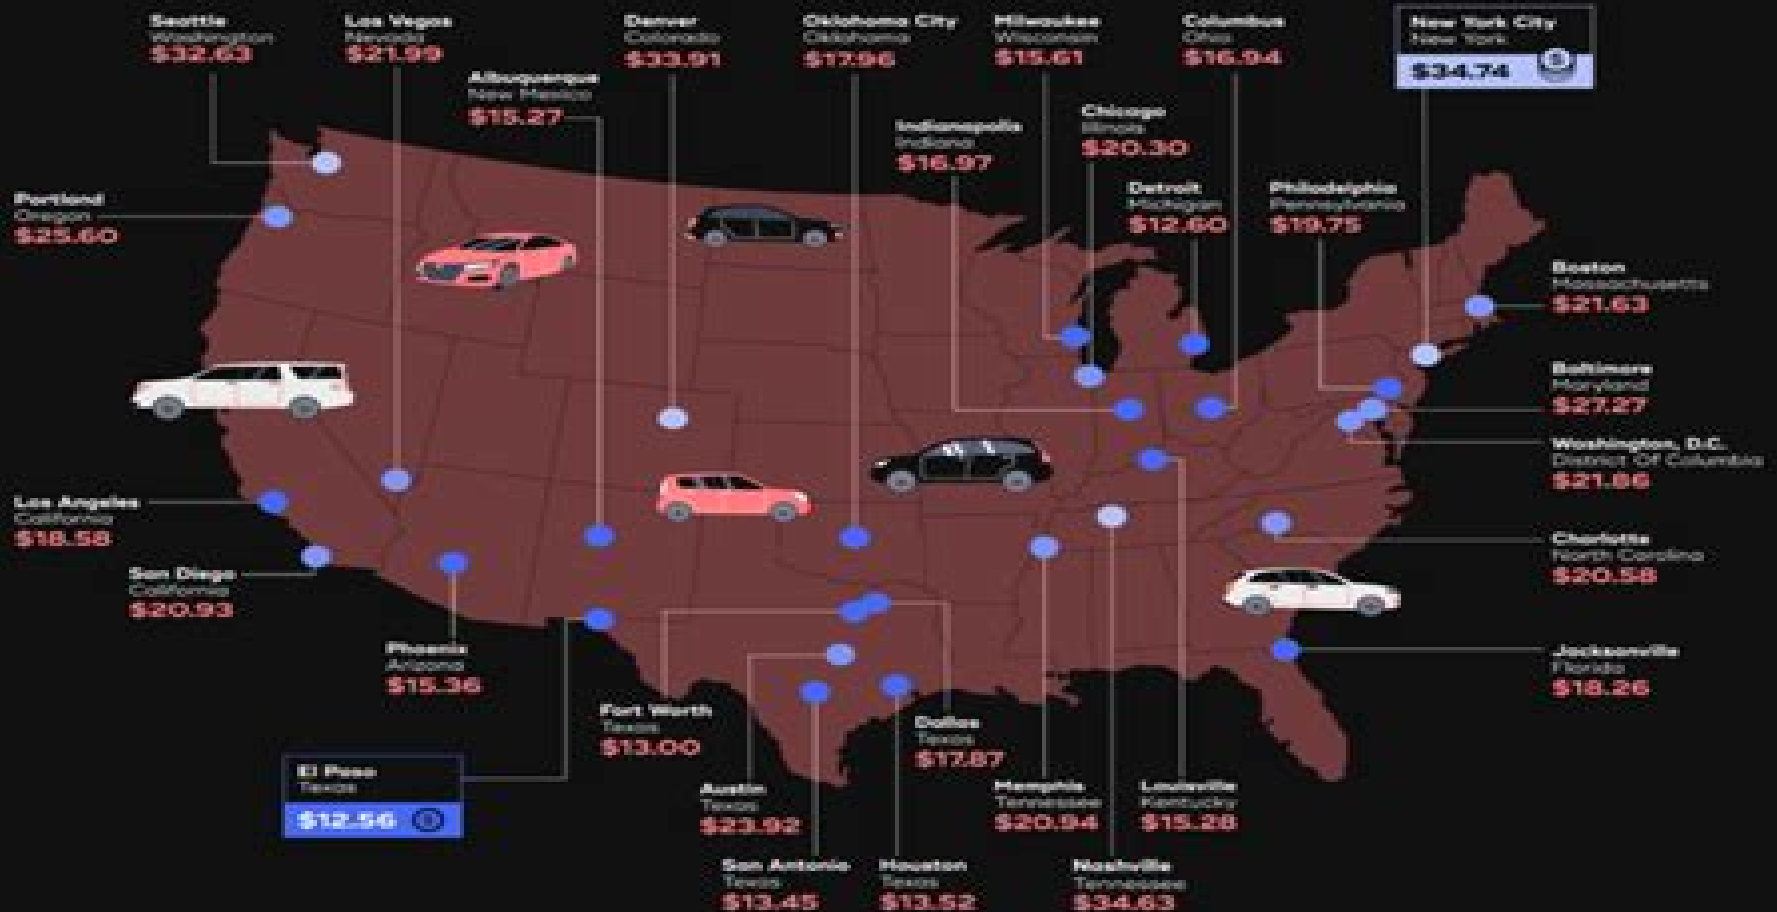 Seattle
Washington
$32.63
Las Vegas
Nevada
$21.99
Albuquerque
New Mexico
$15.27
Denver
Colorado
$33.91
Oklahoma City
Oklahoma
$17.96
Milwaukee
Wisconsin
$15.61
Columbus
Ohio
$16.94
New York City
New York
$34.74
Indianapolis
Indiana
$16.97
Chicago
Illinois
$20.30
Detroit
Michigan
$12.60
Philadelphia
Pennsylvania
$19.75
Portland
Oregon
$25.60
Boston
Massachusetts
$21.63
Baltimore
Maryland
$27.27
Washington, D.C.
District Of Columbia
$21.86
Los Angeles
California
$18.58
San Diego
California
$20.93
Charlotte
North Carolina
$20.58
Phoenix
Arizona
$15.36
Jacksonville
Florida
$18.26
Fort Worth
Texas
$13.00
Dallas
Texas
$17.87
El Paso
Texas
$12.56
Austin
Texas
$23.92
Memphis
Tennessee
$20.94
Louisville
Kentucky
$15.28
San Antonio
Texas
$13.45
Houston
Texas
$13.52
Nashville
Tennessee
$34.63